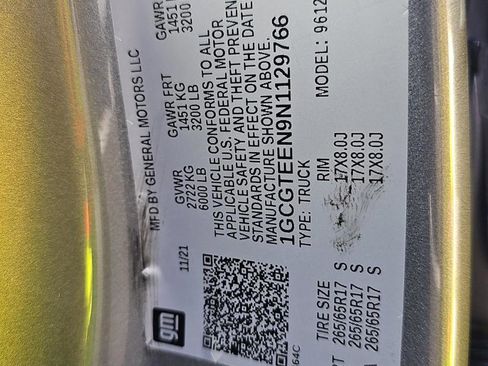 gm
11/21
MFD BY GENERAL MOTORS LLC
GVWR GAWR FRT GAWR
2722 KG 1451 KG 1451
6000 LB 3200 LB 3200
THIS VEHICLE CONFORMS TO ALL
APPLICABLE U.S. FEDERAL MOTOR
VEHICLE SAFETY AND THEFT PREVEN
STANDARDS IN EFFECT ON THE DATE
MANUFACTURE SHOWN ABOVE.
1GCGTEEN9N1129766
TYPE: TRUCK MODEL: 9612
64C
TIRE SIZE RIM
PT 265/65R17 S 17X8.0J
265/65R17 S 17X8.0J
265/65R17 S 17X8.0J